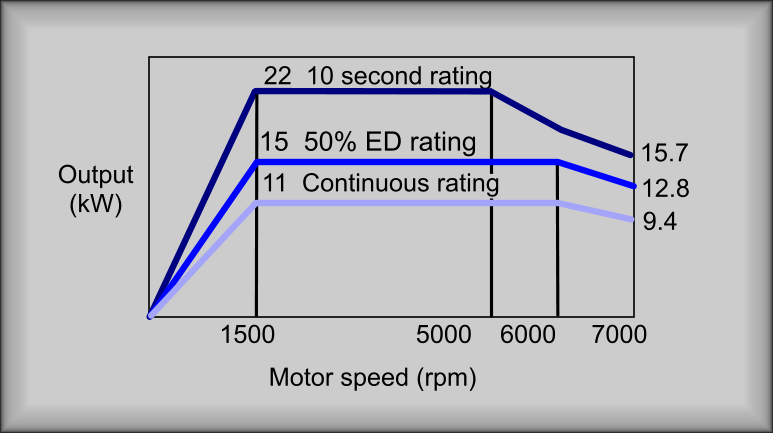 22 10 second rating
15 50% ED rating
11 Continuous rating
Output
(kW)
15.7
12.8
9.4
1500 5000 6000 7000
Motor speed (rpm)